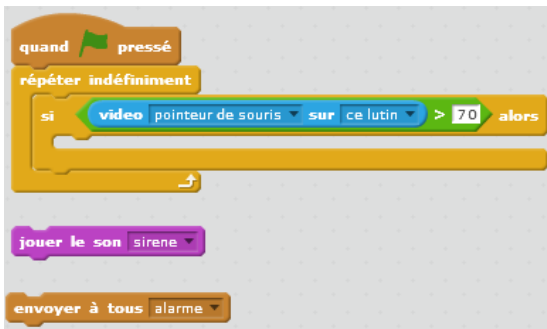 quand pressé
répéter indéfiniment
si video pointeur de souris sur ce lutin > 70 alors
jouer le son sirene
envoyer à tous alarme